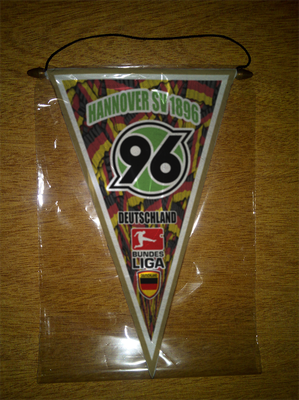 HANNOVER SV 1896
96
DEUTSCHLAND
BUNDES
LIGA